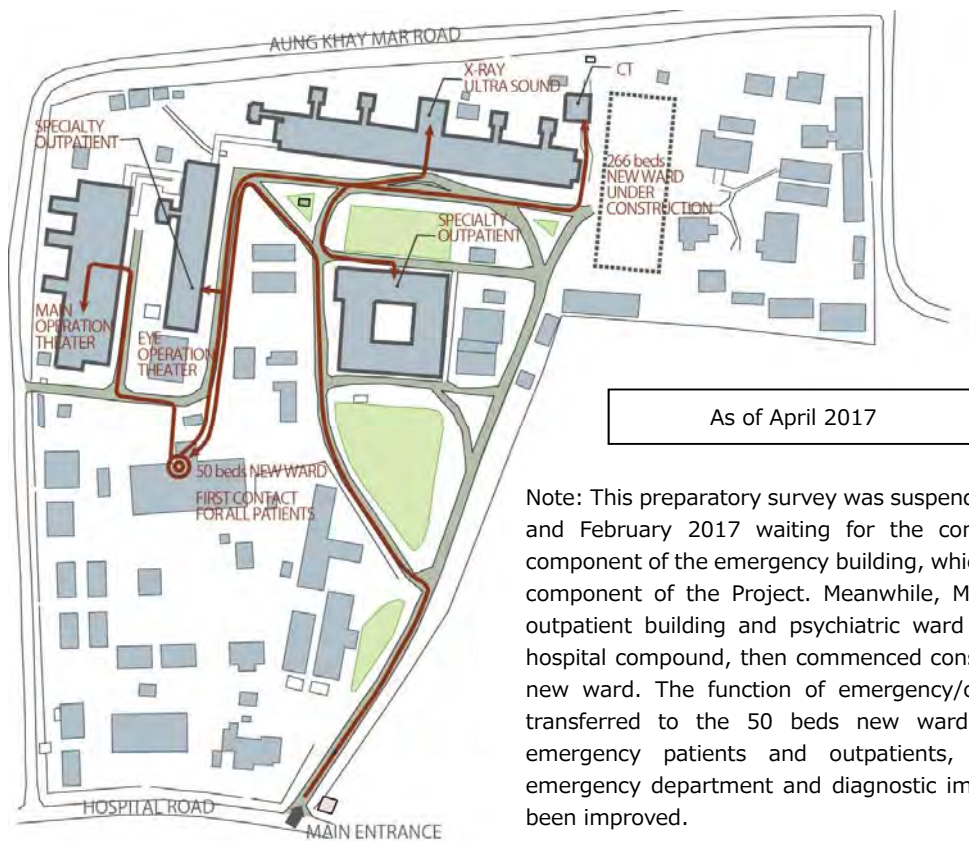 AUNG KHAY MAR ROAD
X-RAY
ULTRA SOUND
CT
SPECIALTY
OUTPATIENT
266 beds
NEW WARD
UNDER
CONSTRUCTION
SPECIALTY
OUTPATIENT
MAIN
OPERATION
THEATER
EYE
OPERATION
THEATER
50 beds NEW WARD
FIRST CONTACT
FOR ALL PATIENTS
HOSPITAL ROAD
MAIN ENTRANCE
As of April 2017
Note: This preparatory survey was suspend
and February 2017 waiting for the con
component of the emergency building, whic
component of the Project. Meanwhile, M
outpatient building and psychiatric ward
hospital compound, then commenced cons
new ward. The function of emergency/o
transferred to the 50 beds new ward
emergency patients and outpatients,
emergency department and diagnostic im
been improved.